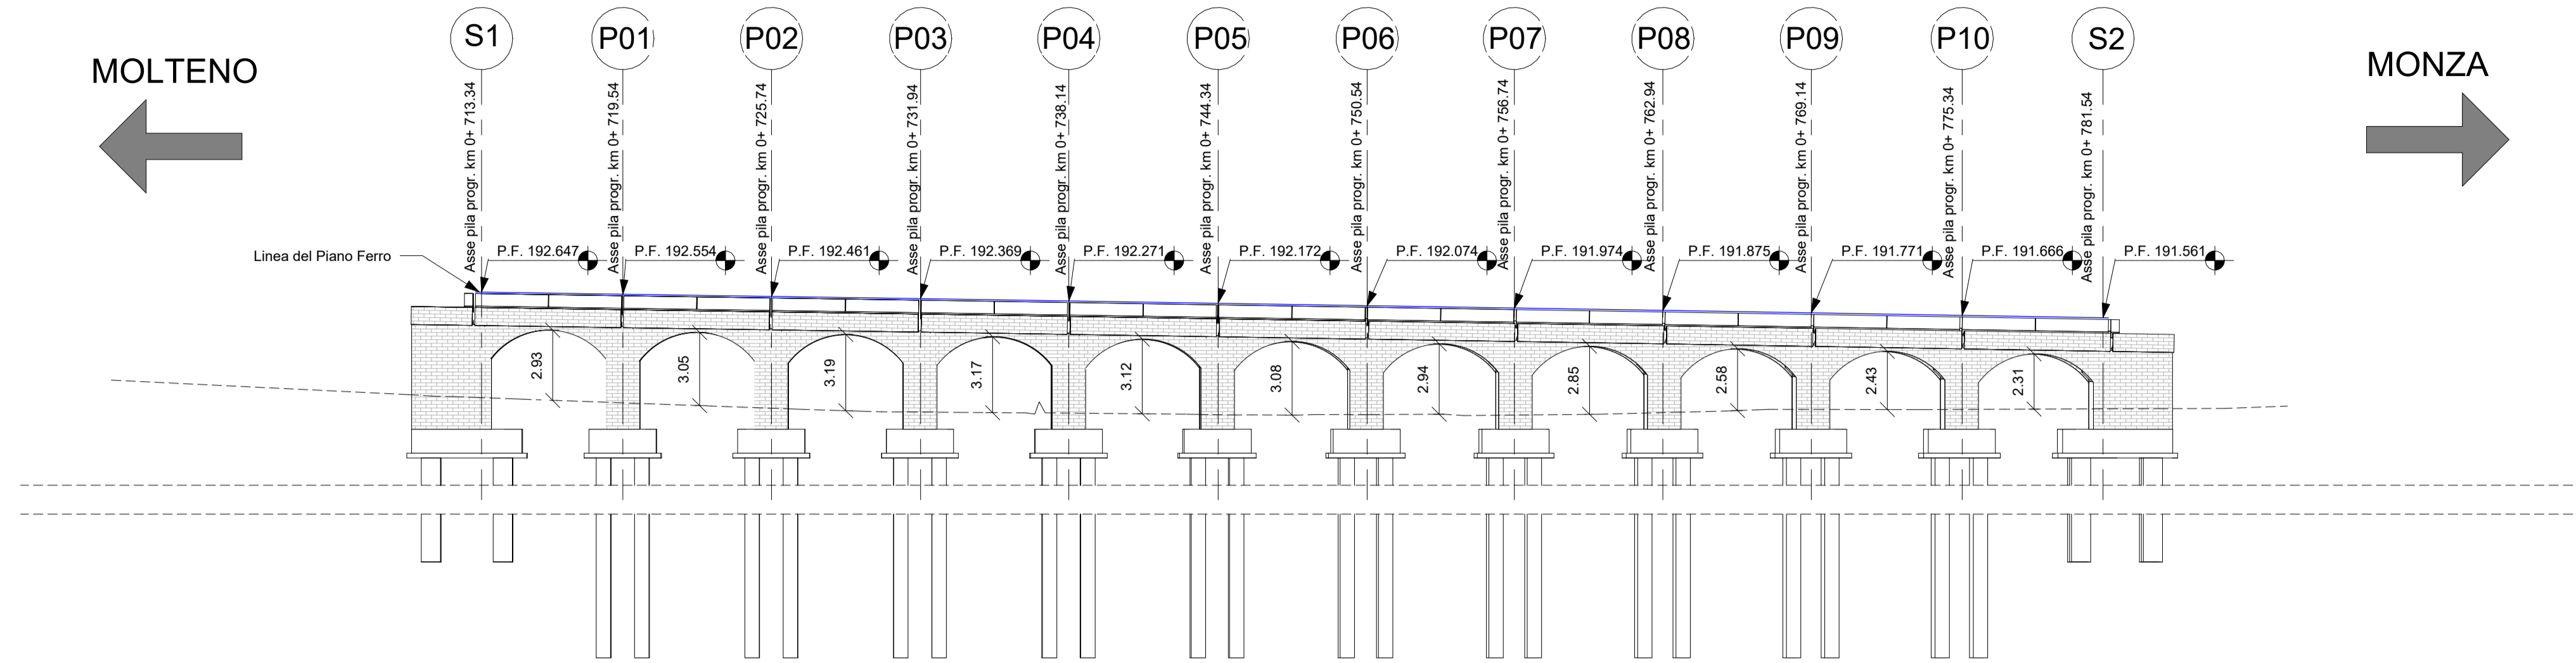 S1
P01
P02
P03
P04
P05
P06
P07
P08
P09
P10
S2
MOLTENO
MONZA
Asse pila progr. km 0+ 713.34
Asse pila progr. km 0+ 719.54
Asse pila progr. km 0+ 725.74
Asse pila progr. km 0+ 731.94
Asse pila progr. km 0+ 738.14
Asse pila progr. km 0+ 744.34
Asse pila progr. km 0+ 750.54
Asse pila progr. km 0+ 756.74
Asse pila progr. km 0+ 762.94
Asse pila progr. km 0+ 769.14
Asse pila progr. km 0+ 775.34
Asse pila progr. km 0+ 781.54
Linea del Piano Ferro
P.F. 192.647
P.F. 192.554
P.F. 192.461
P.F. 192.369
P.F. 192.271
P.F. 192.172
P.F. 192.074
P.F. 191.974
P.F. 191.875
P.F. 191.771
P.F. 191.666
P.F. 191.561
2.93
3.05
3.19
3.17
3.12
3.08
2.94
2.85
2.58
2.43
2.31